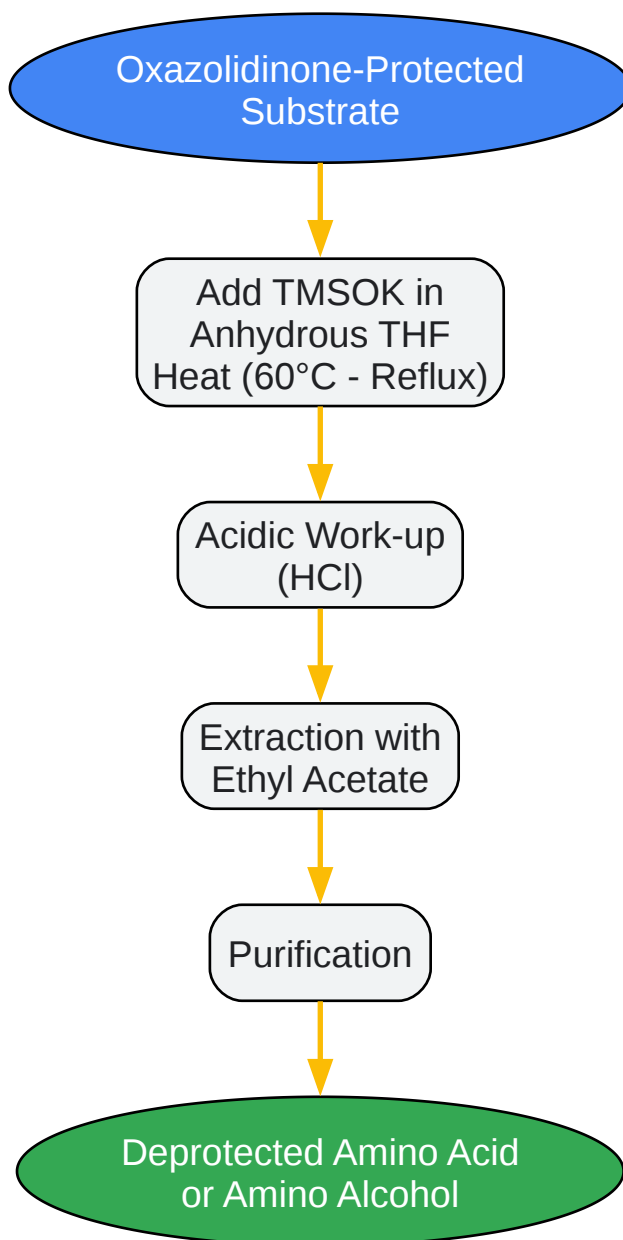 Oxazolidinone-Protected
Substrate
Add TMSOK in
Anhydrous THF
Heat (60°C - Reflux)
Acidic Work-up
(HCl)
Extraction with
Ethyl Acetate
Purification
Deprotected Amino Acid
or Amino Alcohol